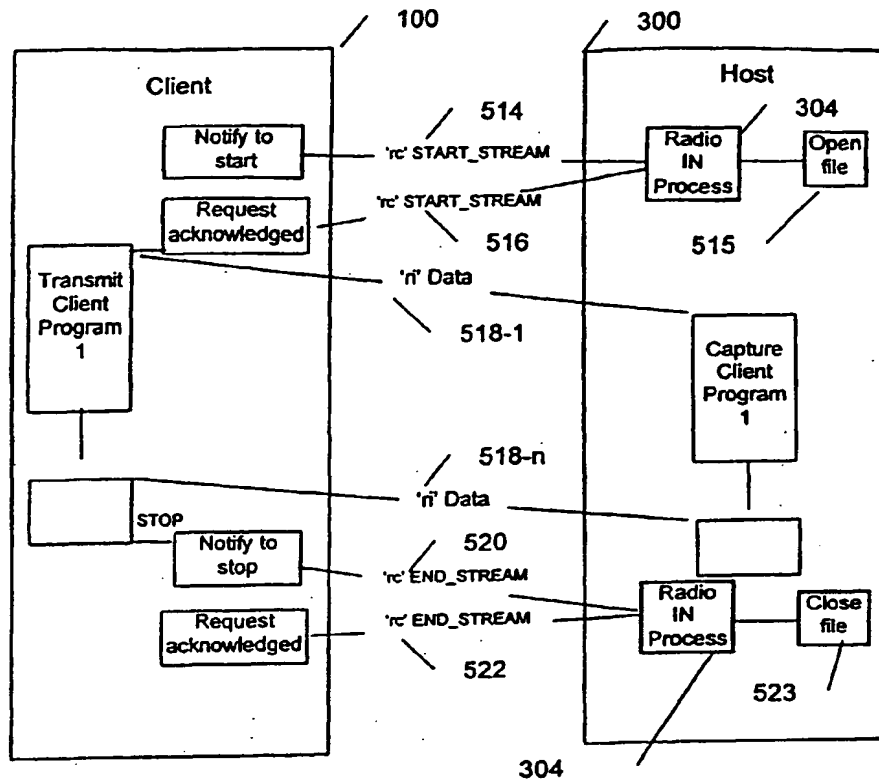 100
300
Client
Host
514
304
Notify to
start
'rc' START_STREAM
Radio
IN
Process
Open
file
'rc' START_STREAM
Request
acknowledged
516
515
Transmit
Client
Program
1
'ri' Data
518-1
Capture
Client
Program
1
518-n
'ri' Data
STOP
520
Notify to
stop
'rc' END_STREAM
Radio
IN
Process
Close
file
Request
acknowledged
'rc' END_STREAM
522
523
304